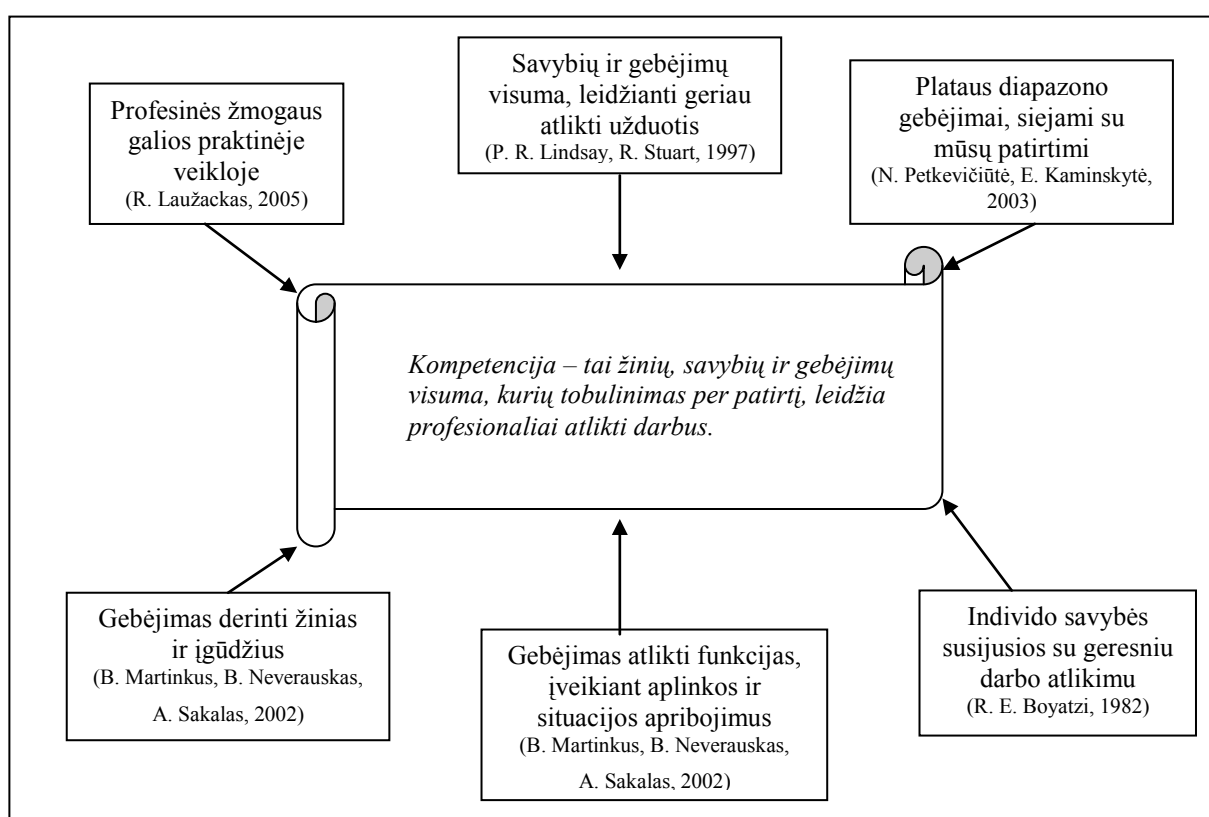 Profesinės žmogaus
galios praktinėje
veikloje
(R. Laužackas, 2005)
Savybių ir gebėjimų
visuma, leidžianti geriau
atlikti užduotis
(P. R. Lindsay, R. Stuart, 1997)
Plataus diapazono
gebėjimai, siejami su
mūsų patirtimi
(N. Petkevičiūtė, E. Kaminskytė,
2003)
Kompetencija – tai žinių, savybių ir gebėjimų
visuma, kurių tobulinimas per patirtį, leidžia
profesionaliai atlikti darbus.
Gebėjimas derinti žinias
ir įgūdžius
(B. Martinkus, B. Neverauskas,
A. Sakalas, 2002)
Gebėjimas atlikti funkcijas,
įveikiant aplinkos ir
situacijos apribojimus
(B. Martinkus, B. Neverauskas,
A. Sakalas, 2002)
Individo savybės
susijusios su geresniu
darbo atlikimu
(R. E. Boyatzi, 1982)